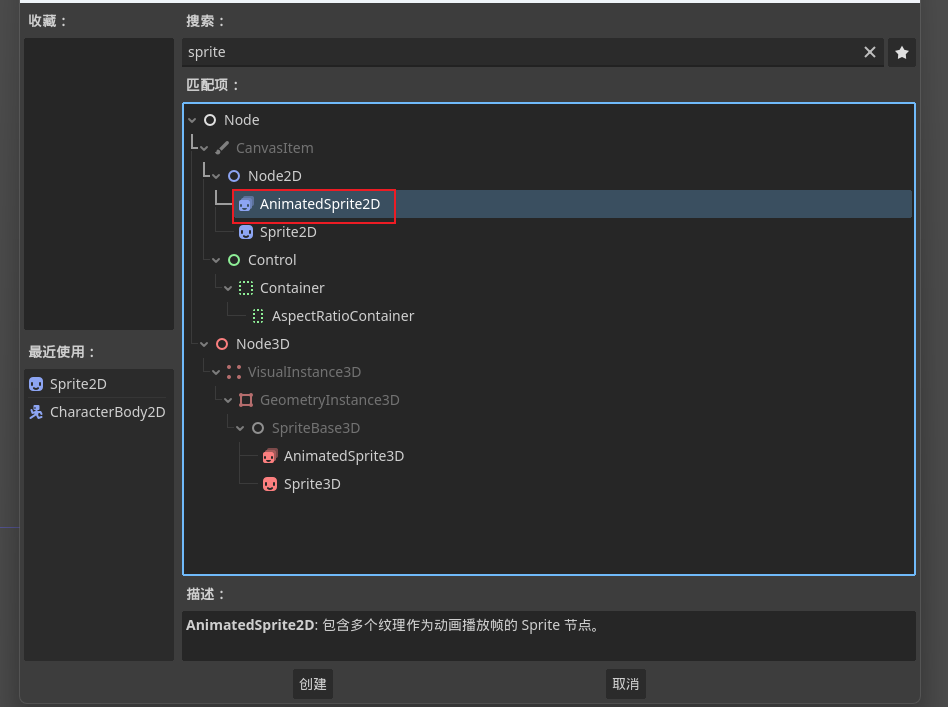 收藏：
搜索：
sprite
匹配项：
Node
CanvasItem
Node2D
AnimatedSprite2D
Sprite2D
Control
Container
AspectRatioContainer
Node3D
VisualInstance3D
GeometryInstance3D
SpriteBase3D
AnimatedSprite3D
Sprite3D
最近使用：
Sprite2D
CharacterBody2D
描述：
AnimatedSprite2D: 包含多个纹理作为动画播放帧的 Sprite 节点。
创建
取消